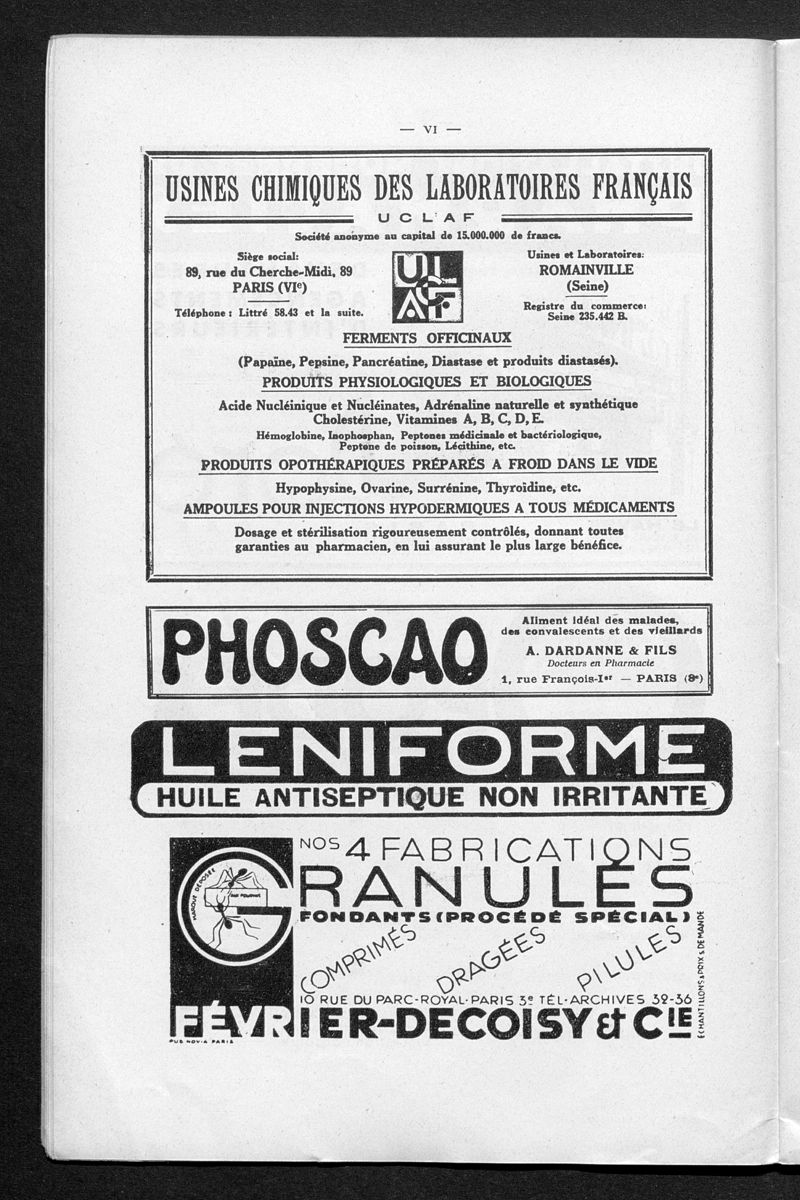 — VI —
USINES CHIMIQUES DES LABORATOIRES FRANÇAIS
UCLAF
Société anonyme au capital de 15.000.000 de francs.
Siège social:
89, rue du Cherche-Midi, 89
PARIS (VIe)
Téléphone: Littré 58.43 et la suite.
UCLAF
Usines et Laboratoires:
ROMAINVILLE
(Seine)
Registre du commerce:
Seine 235.442 B.
FERMENTS OFFICINAUX
(Papaïne, Pepsine, Pancréatine, Diastase et produits diastasés).
PRODUITS PHYSIOLOGIQUES ET BIOLOGIQUES
Acide Nucléinique et Nucléinates, Adrénaline naturelle et synthétique
Cholestérine, Vitamines A, B, C, D, E.
Hémoglobine, Inophosphan, Peptones médicinale et bactériologique,
Peptone de poisson, Lécithine, etc.
PRODUITS OPOTHÉRAPIQUES PRÉPARÉS A FROID DANS LE VIDE
Hypophysine, Ovarine, Surrénine, Thyroïdine, etc.
AMPOULES POUR INJECTIONS HYPODERMIQUES A TOUS MÉDICAMENTS
Dosage et stérilisation rigoureusement contrôlés, donnant toutes
garanties au pharmacien, en lui assurant le plus large bénéfice.
PHOSCAO
Aliment idéal des malades,
des convalescents et des vieillards
A. DARDANNE & FILS
Docteurs en Pharmacie
1, rue François-Ier — PARIS (8e)
LENIFORME
HUILE ANTISEPTIQUE NON IRRITANTE
NOS 4 FABRICATIONS
GRANULÉS
MARQUE DÉPOSÉE
FONDANTS (PROCÉDÉ SPÉCIAL)
COMPRIMÉS
DRAGÉES
PILULES
10 RUE DU PARC-ROYAL-PARIS 3e TÉL-ARCHIVES 32-36
FÉVRIER-DECOISY & CIE
ÉCHANTILLONS & PRIX S. DEMANDE
PUB NOV-A PARIS